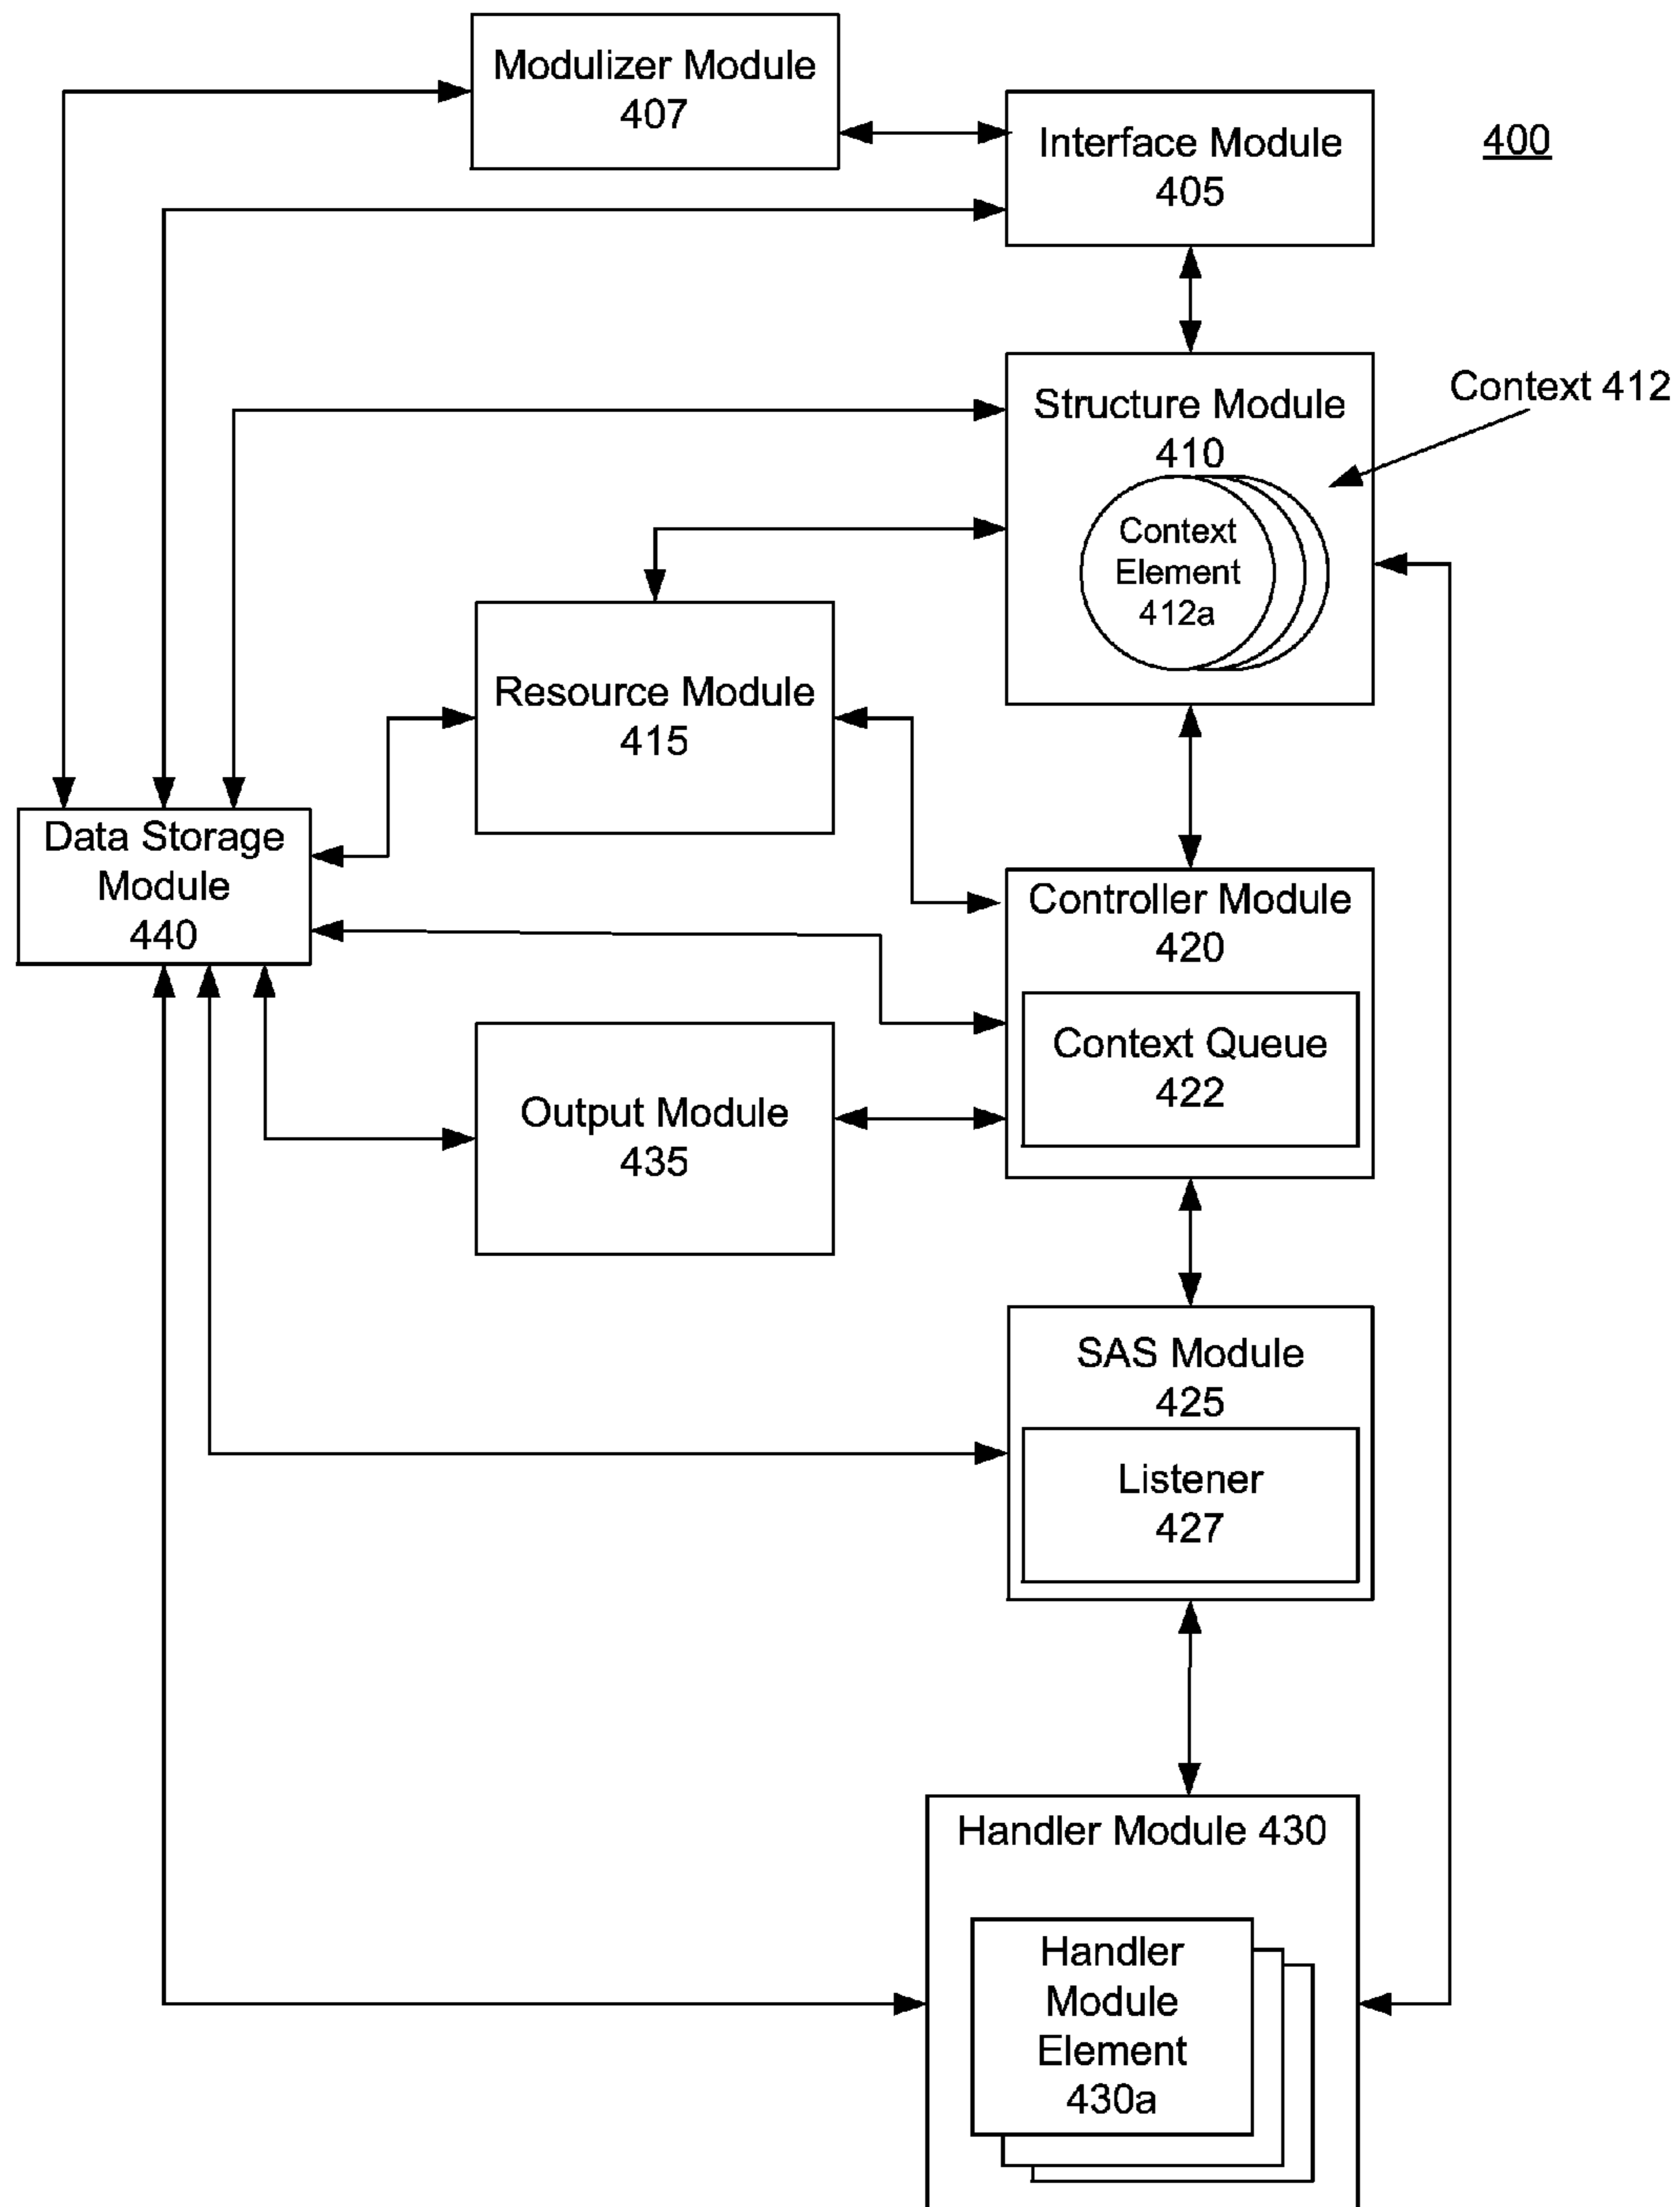 Modulizer Module
407
Interface Module
405
400
Structure Module
410
Context 412
Context
Element
412a
Resource Module
415
Data Storage
Module
440
Controller Module
420
Context Queue
422
Output Module
435
SAS Module
425
Listener
427
Handler Module 430
Handler
Module
Element
430a